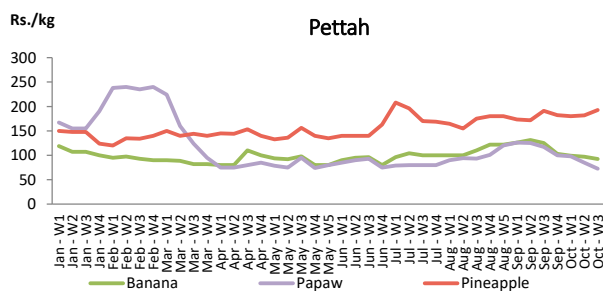 Rs./kg
Pettah
300
250
200
150
100
50
0
Jan - W1
Jan - W2
Jan - W3
Jan - W4
Feb - W1
Feb - W2
Feb - W3
Feb - W4
Mar - W1
Mar - W2
Mar - W3
Mar - W4
Apr - W1
Apr - W2
Apr - W3
Apr - W4
May - W1
May - W2
May - W3
May - W4
May - W5
Jun - W1
Jun - W2
Jun - W3
Jun - W4
Jul - W1
Jul - W2
Jul - W3
Jul - W4
Aug - W1
Aug - W2
Aug - W3
Aug - W4
Aug - W5
Sep - W1
Sep - W2
Sep - W3
Sep - W4
Oct - W1
Oct - W2
Oct - W3
Banana
Papaw
Pineapple